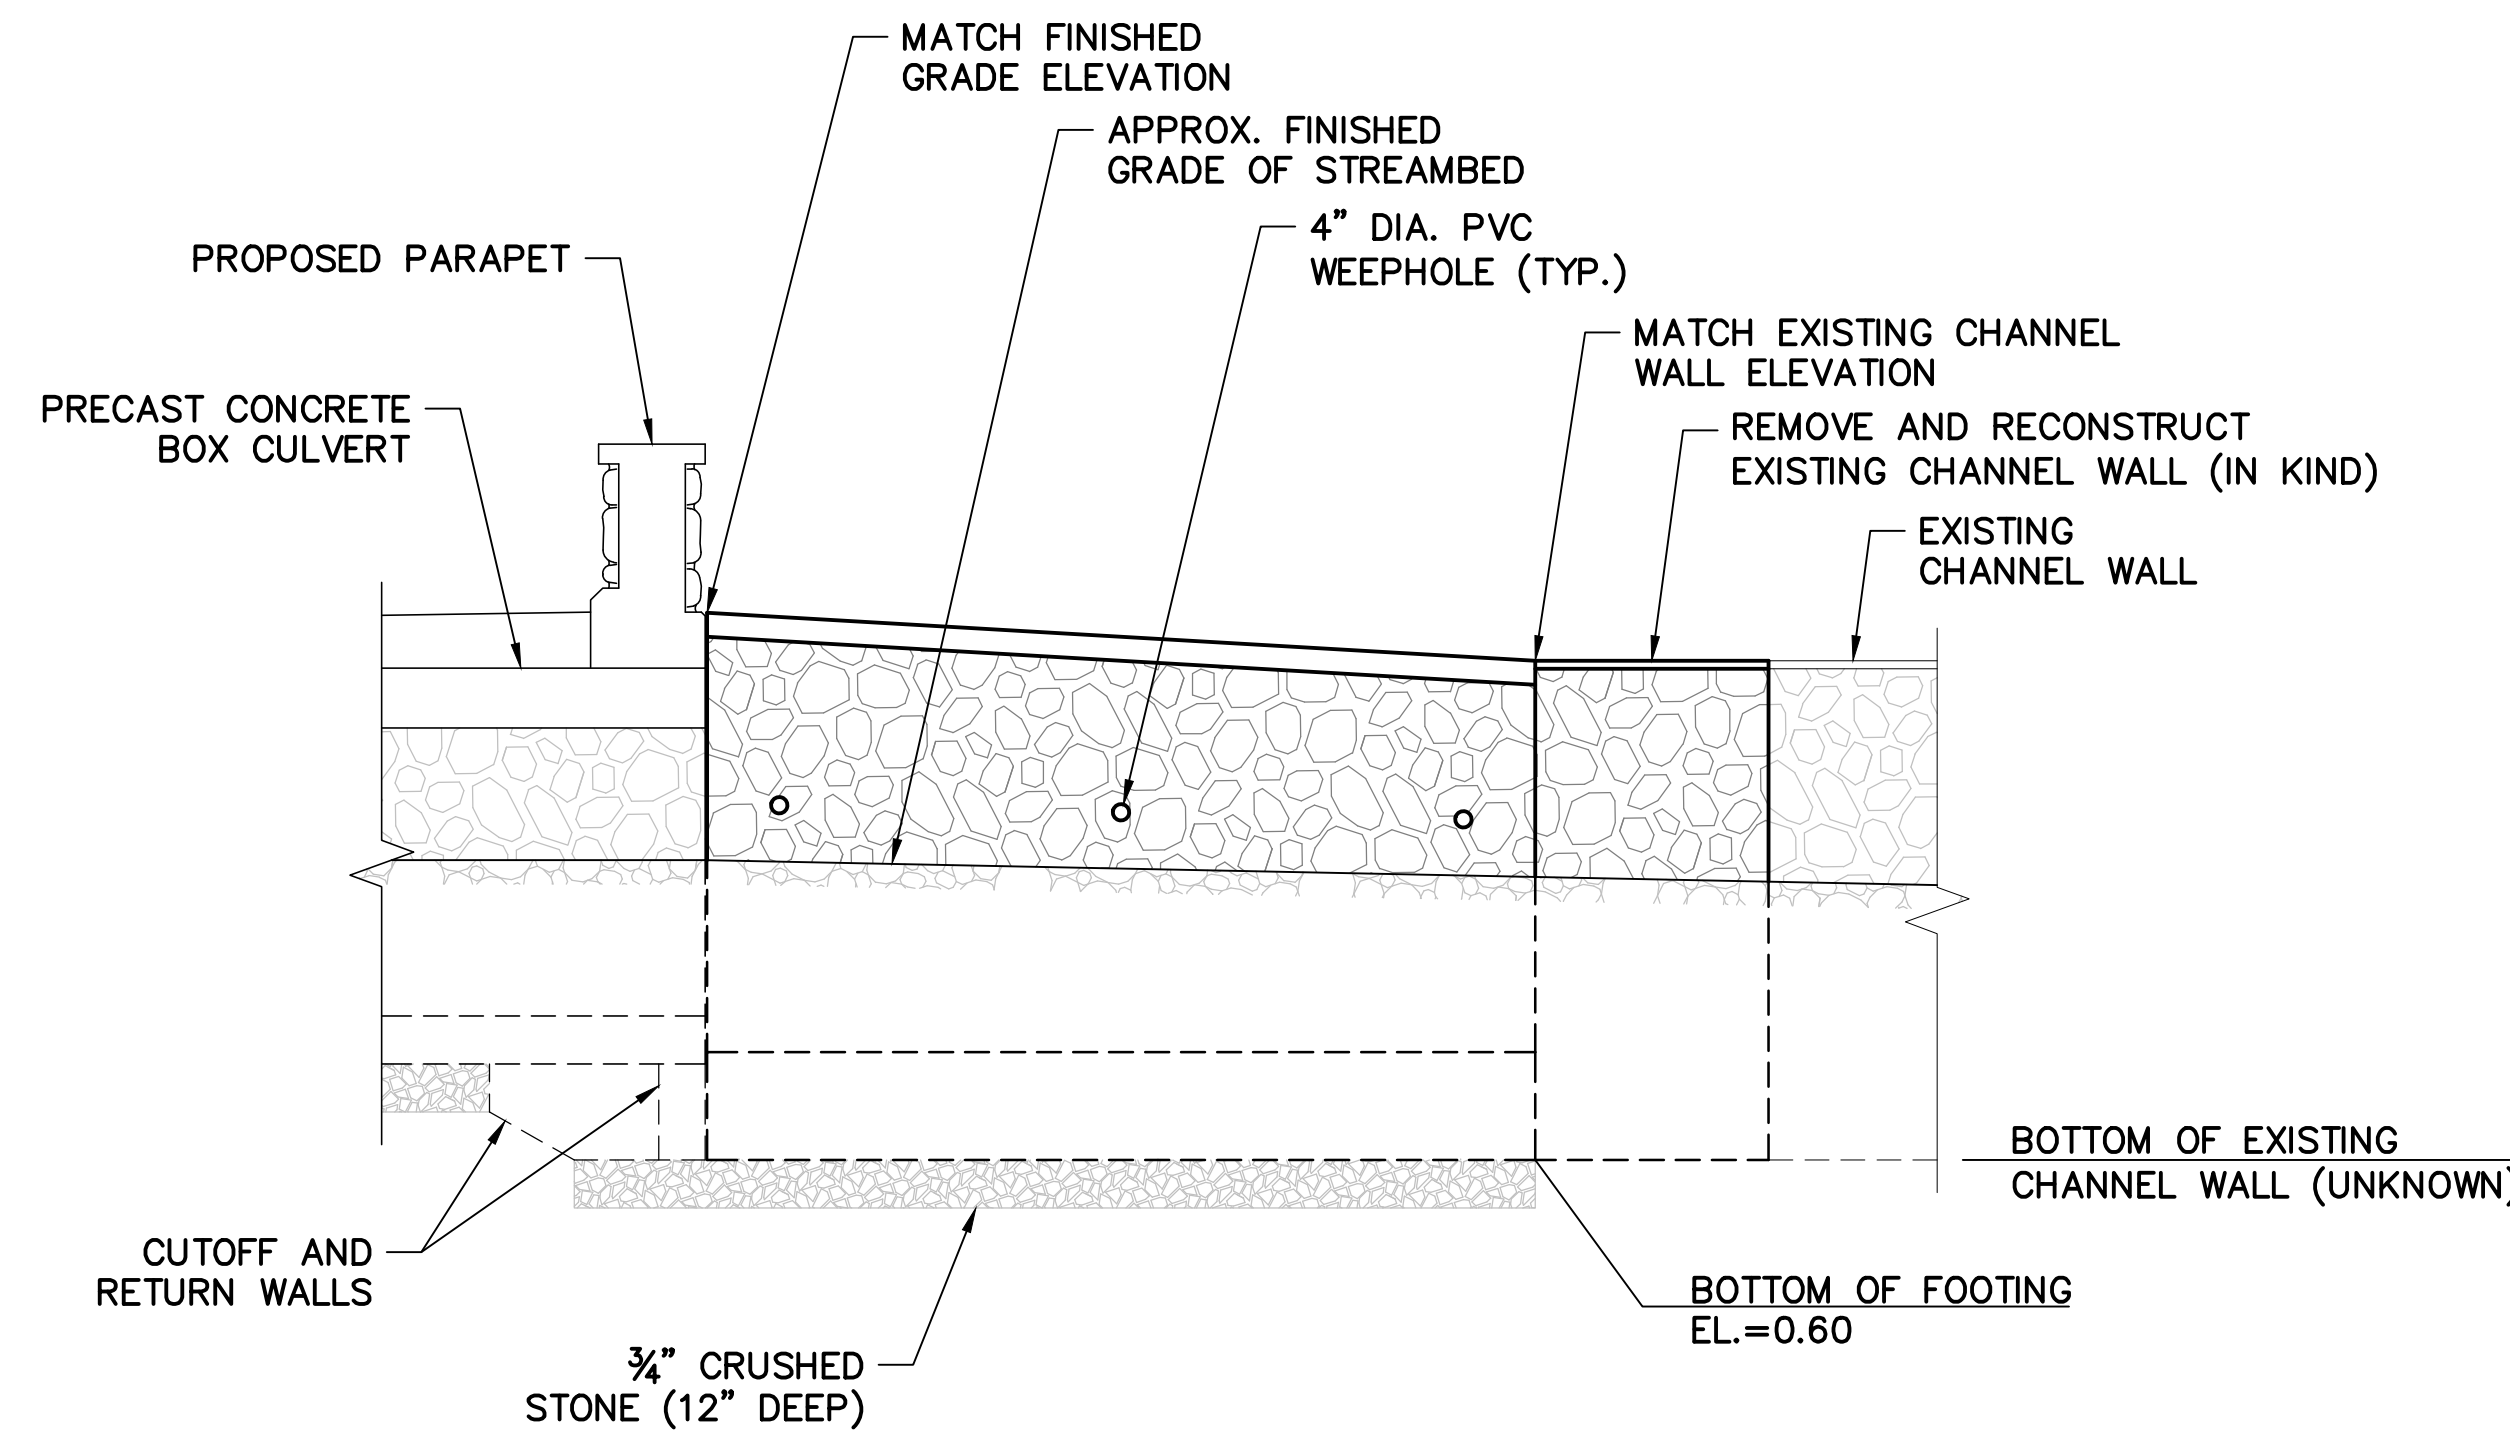 MATCH FINISHED
GRADE ELEVATION
APPROX. FINISHED
GRADE OF STREAMBED
4" DIA. PVC
WEEPHOLE (TYP.)
PROPOSED PARAPET
MATCH EXISTING CHANNEL
WALL ELEVATION
PRECAST CONCRETE
BOX CULVERT
REMOVE AND RECONSTRUCT
EXISTING CHANNEL WALL (IN KIND)
EXISTING
CHANNEL WALL
BOTTOM OF EXISTING
CHANNEL WALL (UNKNOWN)
CUTOFF AND
RETURN WALLS
BOTTOM OF FOOTING
EL.=0.60
¾" CRUSHED
STONE (12" DEEP)